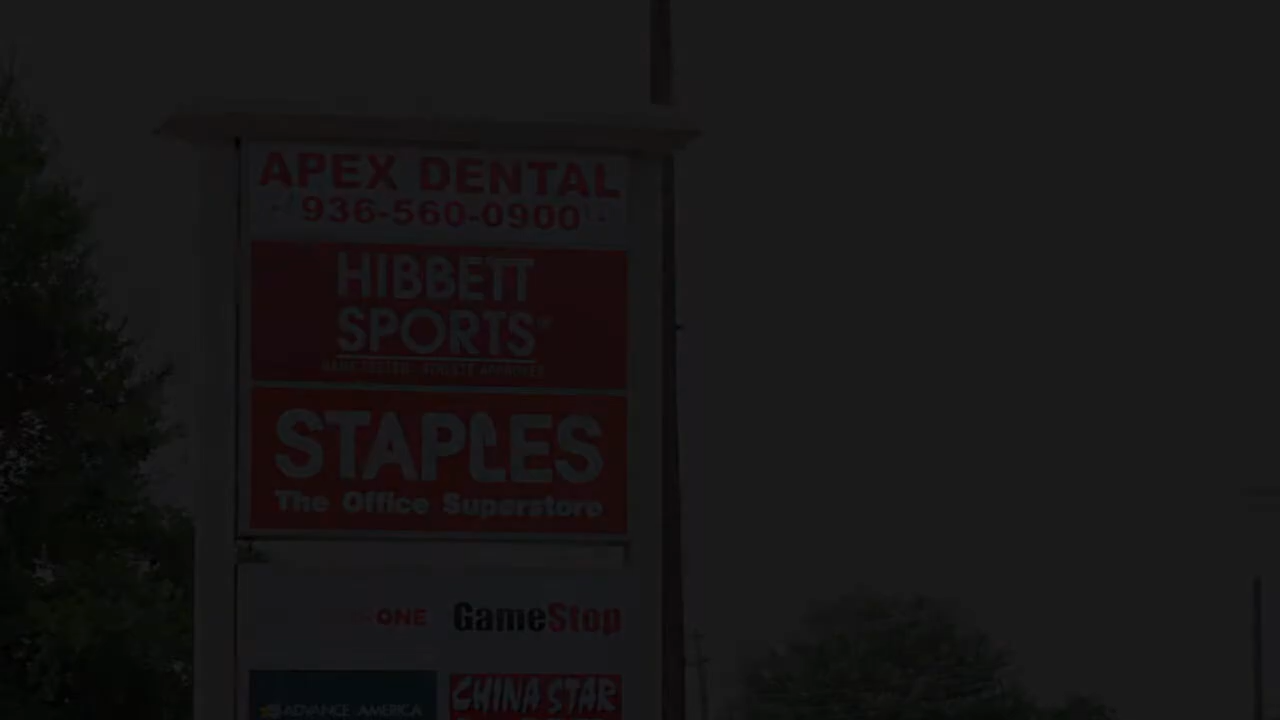 APEX DENTAL
936-560-0900
HIBBETT
SPORTS
STAPLES
The Office Superstore
ONE
GameStop
ADVANCE AMERICA
CHINA STAR